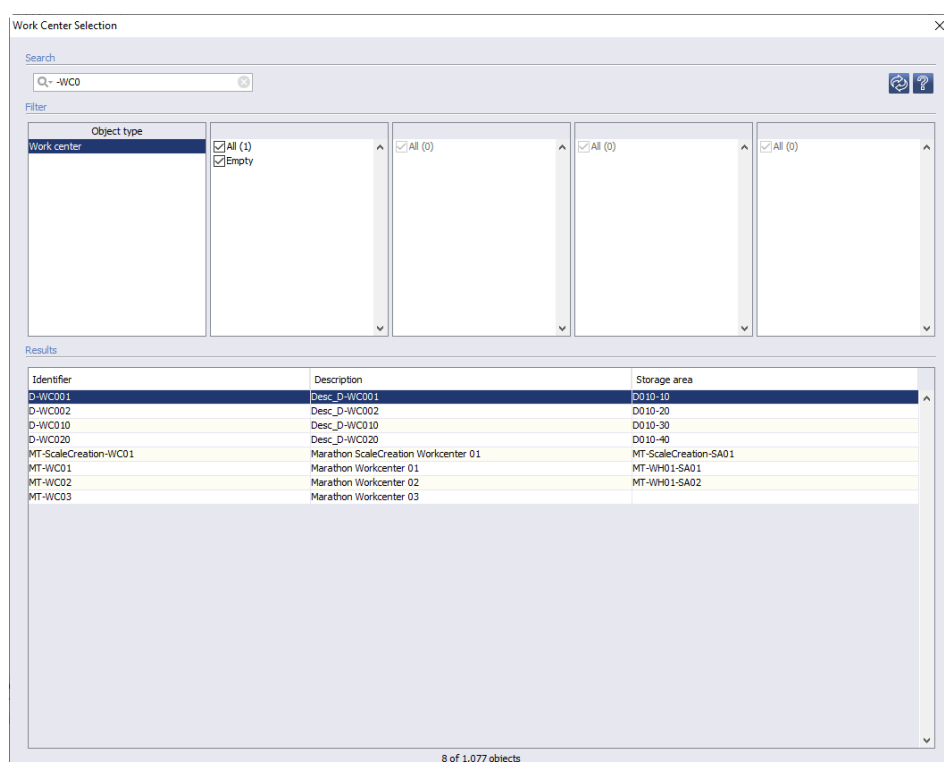 Work Center Selection
Search
-WC0
Filter
Object type
Work center
All (1)
Empty
All (0)
All (0)
All (0)
Results
Identifier Description Storage area
D-WC001 Desc_D-WC001 D010-10
D-WC002 Desc_D-WC002 D010-20
D-WC010 Desc_D-WC010 D010-30
D-WC020 Desc_D-WC020 D010-40
MT-ScaleCreation-WC01 Marathon ScaleCreation Workcenter 01 MT-ScaleCreation-SA01
MT-WC01 Marathon Workcenter 01 MT-WH01-SA01
MT-WC02 Marathon Workcenter 02 MT-WH01-SA02
MT-WC03 Marathon Workcenter 03
8 of 1,077 objects